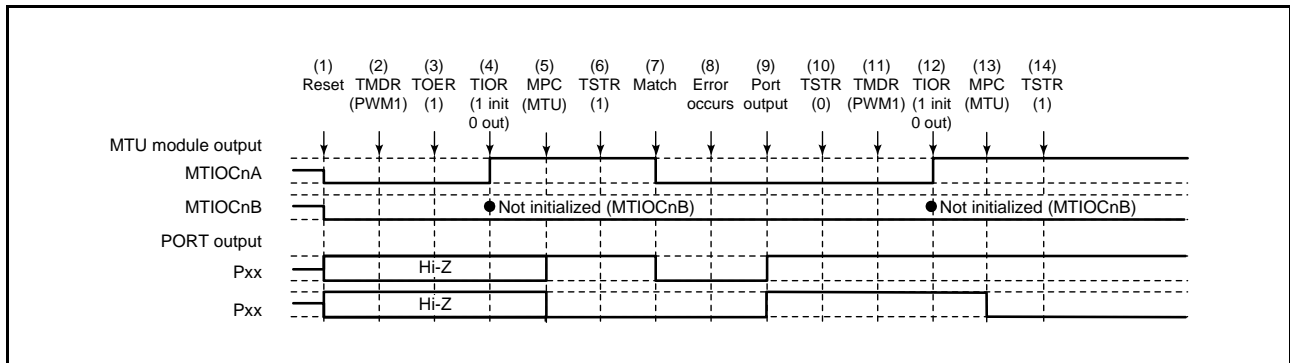 (1) (2) (3) (4) (5) (6) (7) (8) (9) (10) (11) (12) (13) (14)
Reset TMDR TOER TIOR MPC TSTR Match Error Port TSTR TMDR TIOR MPC TSTR
(PWM1) (1) (1 init (MTU) (1) occurs output (0) (PWM1) (1 init (MTU) (1)
0 out) 0 out)
MTU module output
MTIOCnA
MTIOCnB Not initialized (MTIOCnB) Not initialized (MTIOCnB)
PORT output
Pxx Hi-Z
Pxx Hi-Z